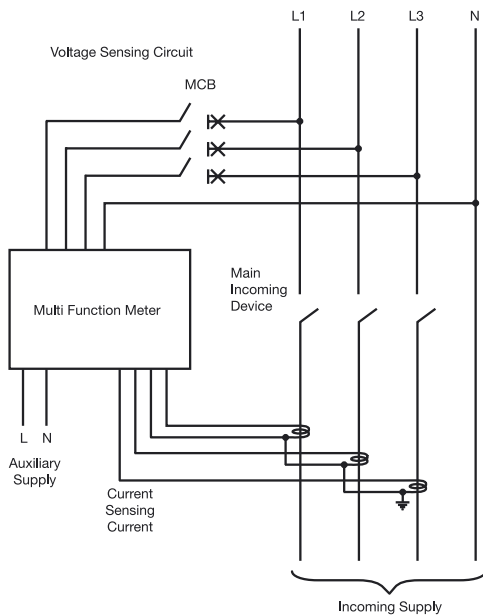 L1 L2 L3 N
Voltage Sensing Circuit
MCB
Main
Incoming
Device
Multi Function Meter
L N
Auxiliary
Supply
Current
Sensing
Current
Incoming Supply